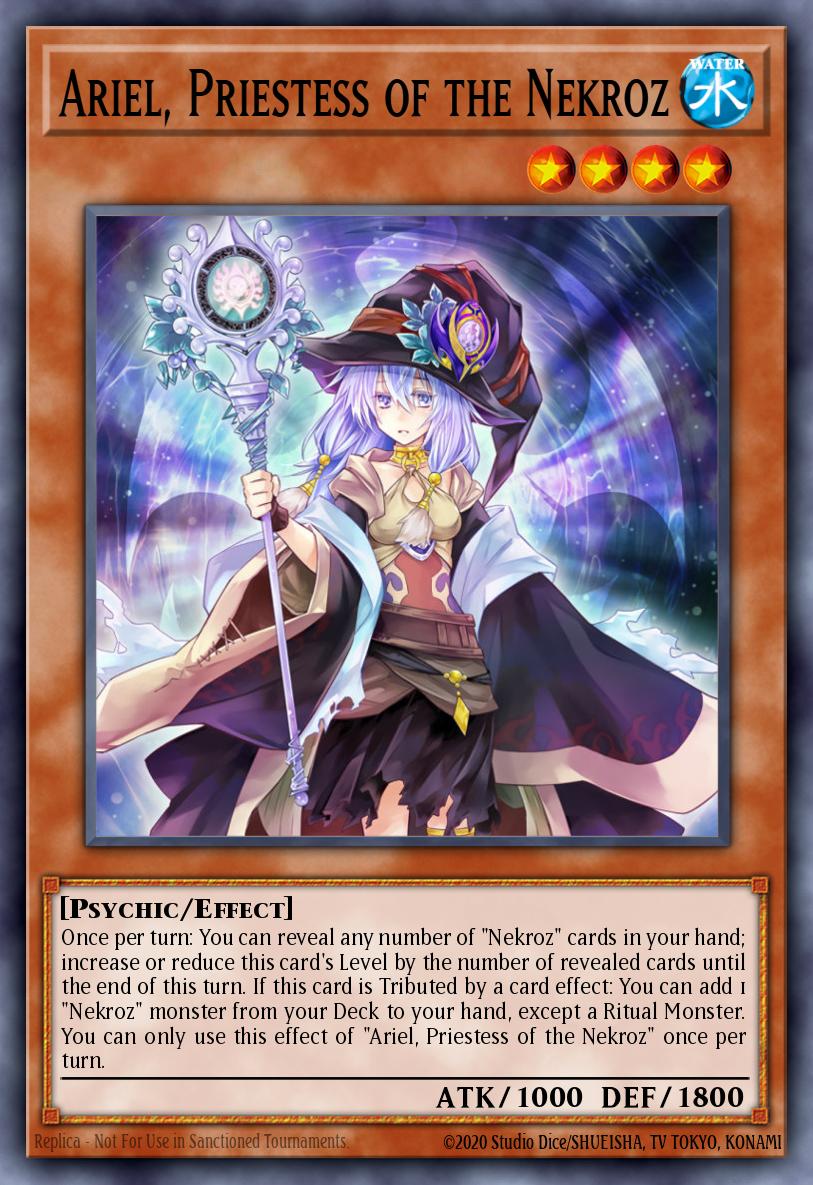 Ariel, Priestess of the Nekroz
WATER
水
[Psychic/Effect]
Once per turn: You can reveal any number of "Nekroz" cards in your hand;
increase or reduce this card's Level by the number of revealed cards until
the end of this turn. If this card is Tributed by a card effect: You can add 1
"Nekroz" monster from your Deck to your hand, except a Ritual Monster.
You can only use this effect of "Ariel, Priestess of the Nekroz" once per
turn.
ATK/1000 DEF/1800
Replica - Not For Use in Sanctioned Tournaments.
©2020 Studio Dice/SHUEISHA, TV TOKYO, KONAMI